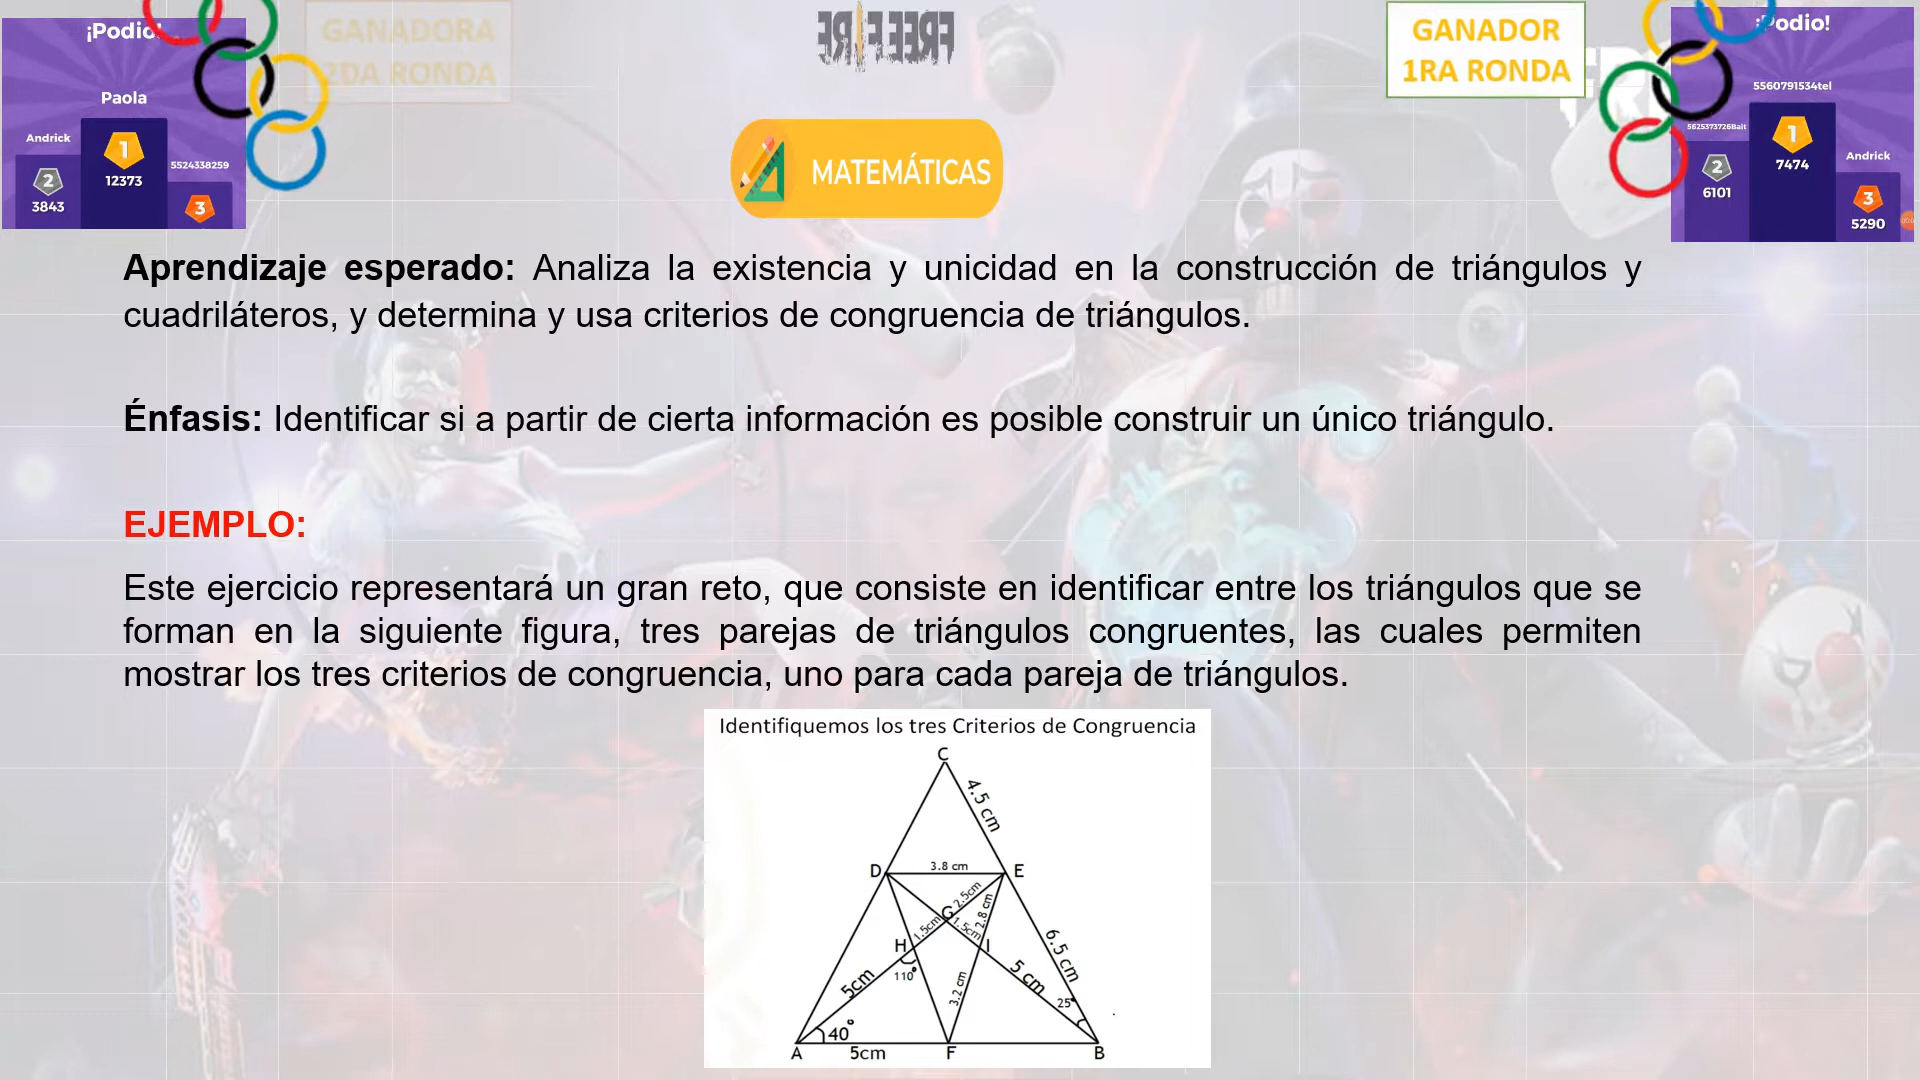 ¡Podio!
Paola
Andrick
1
5524338259
2
12373
3843
3
GANADORA
2DA RONDA
FREE FIRE
GANADOR
1RA RONDA
¡Podio!
5560791534tel
5625373726Bait
1
Andrick
2
7474
6101
3
5290
MATEMÁTICAS
Aprendizaje esperado: Analiza la existencia y unicidad en la construcción de triángulos y
cuadriláteros, y determina y usa criterios de congruencia de triángulos.
Énfasis: Identificar si a partir de cierta información es posible construir un único triángulo.
EJEMPLO:
Este ejercicio representará un gran reto, que consiste en identificar entre los triángulos que se
forman en la siguiente figura, tres parejas de triángulos congruentes, las cuales permiten
mostrar los tres criterios de congruencia, uno para cada pareja de triángulos.
Identifiquemos los tres Criterios de Congruencia
C
4.5 cm
D
3.8 cm
E
2.5cm
G
2.8 cm
1.5cm
1.5cm
H
I
6.5 cm
110°
5cm
5 cm
3.2 cm
25°
40°
A
5cm
F
B